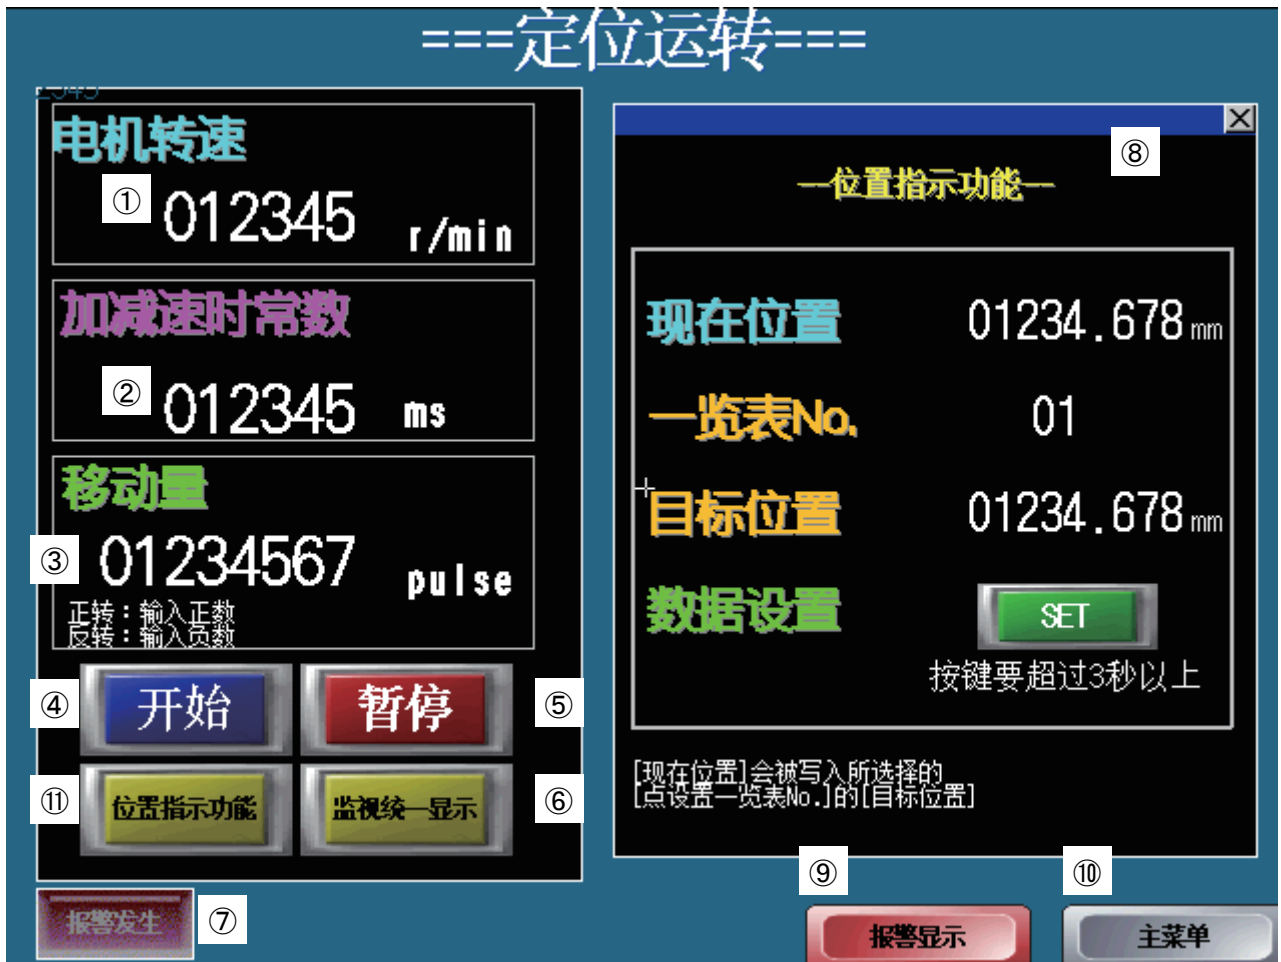 ===定位运转===
电机转速
① 012345 r/min
加减速时常数
② 012345 ms
移动量
③ 01234567 pulse
正转：输入正数
反转：输入负数
④ 开始 暂停 ⑤
⑪ 位置指示功能 监视统一显示 ⑥
报警发生 ⑦
⑧
—位置指示功能—
现在位置 01234.678 mm
一览表No. 01
目标位置 01234.678 mm
数据设置 SET
按键要超过3秒以上
[现在位置]会被写入所选择的
[点设置一览表No.]的[目标位置]
⑨ ⑩
报警显示 主菜单